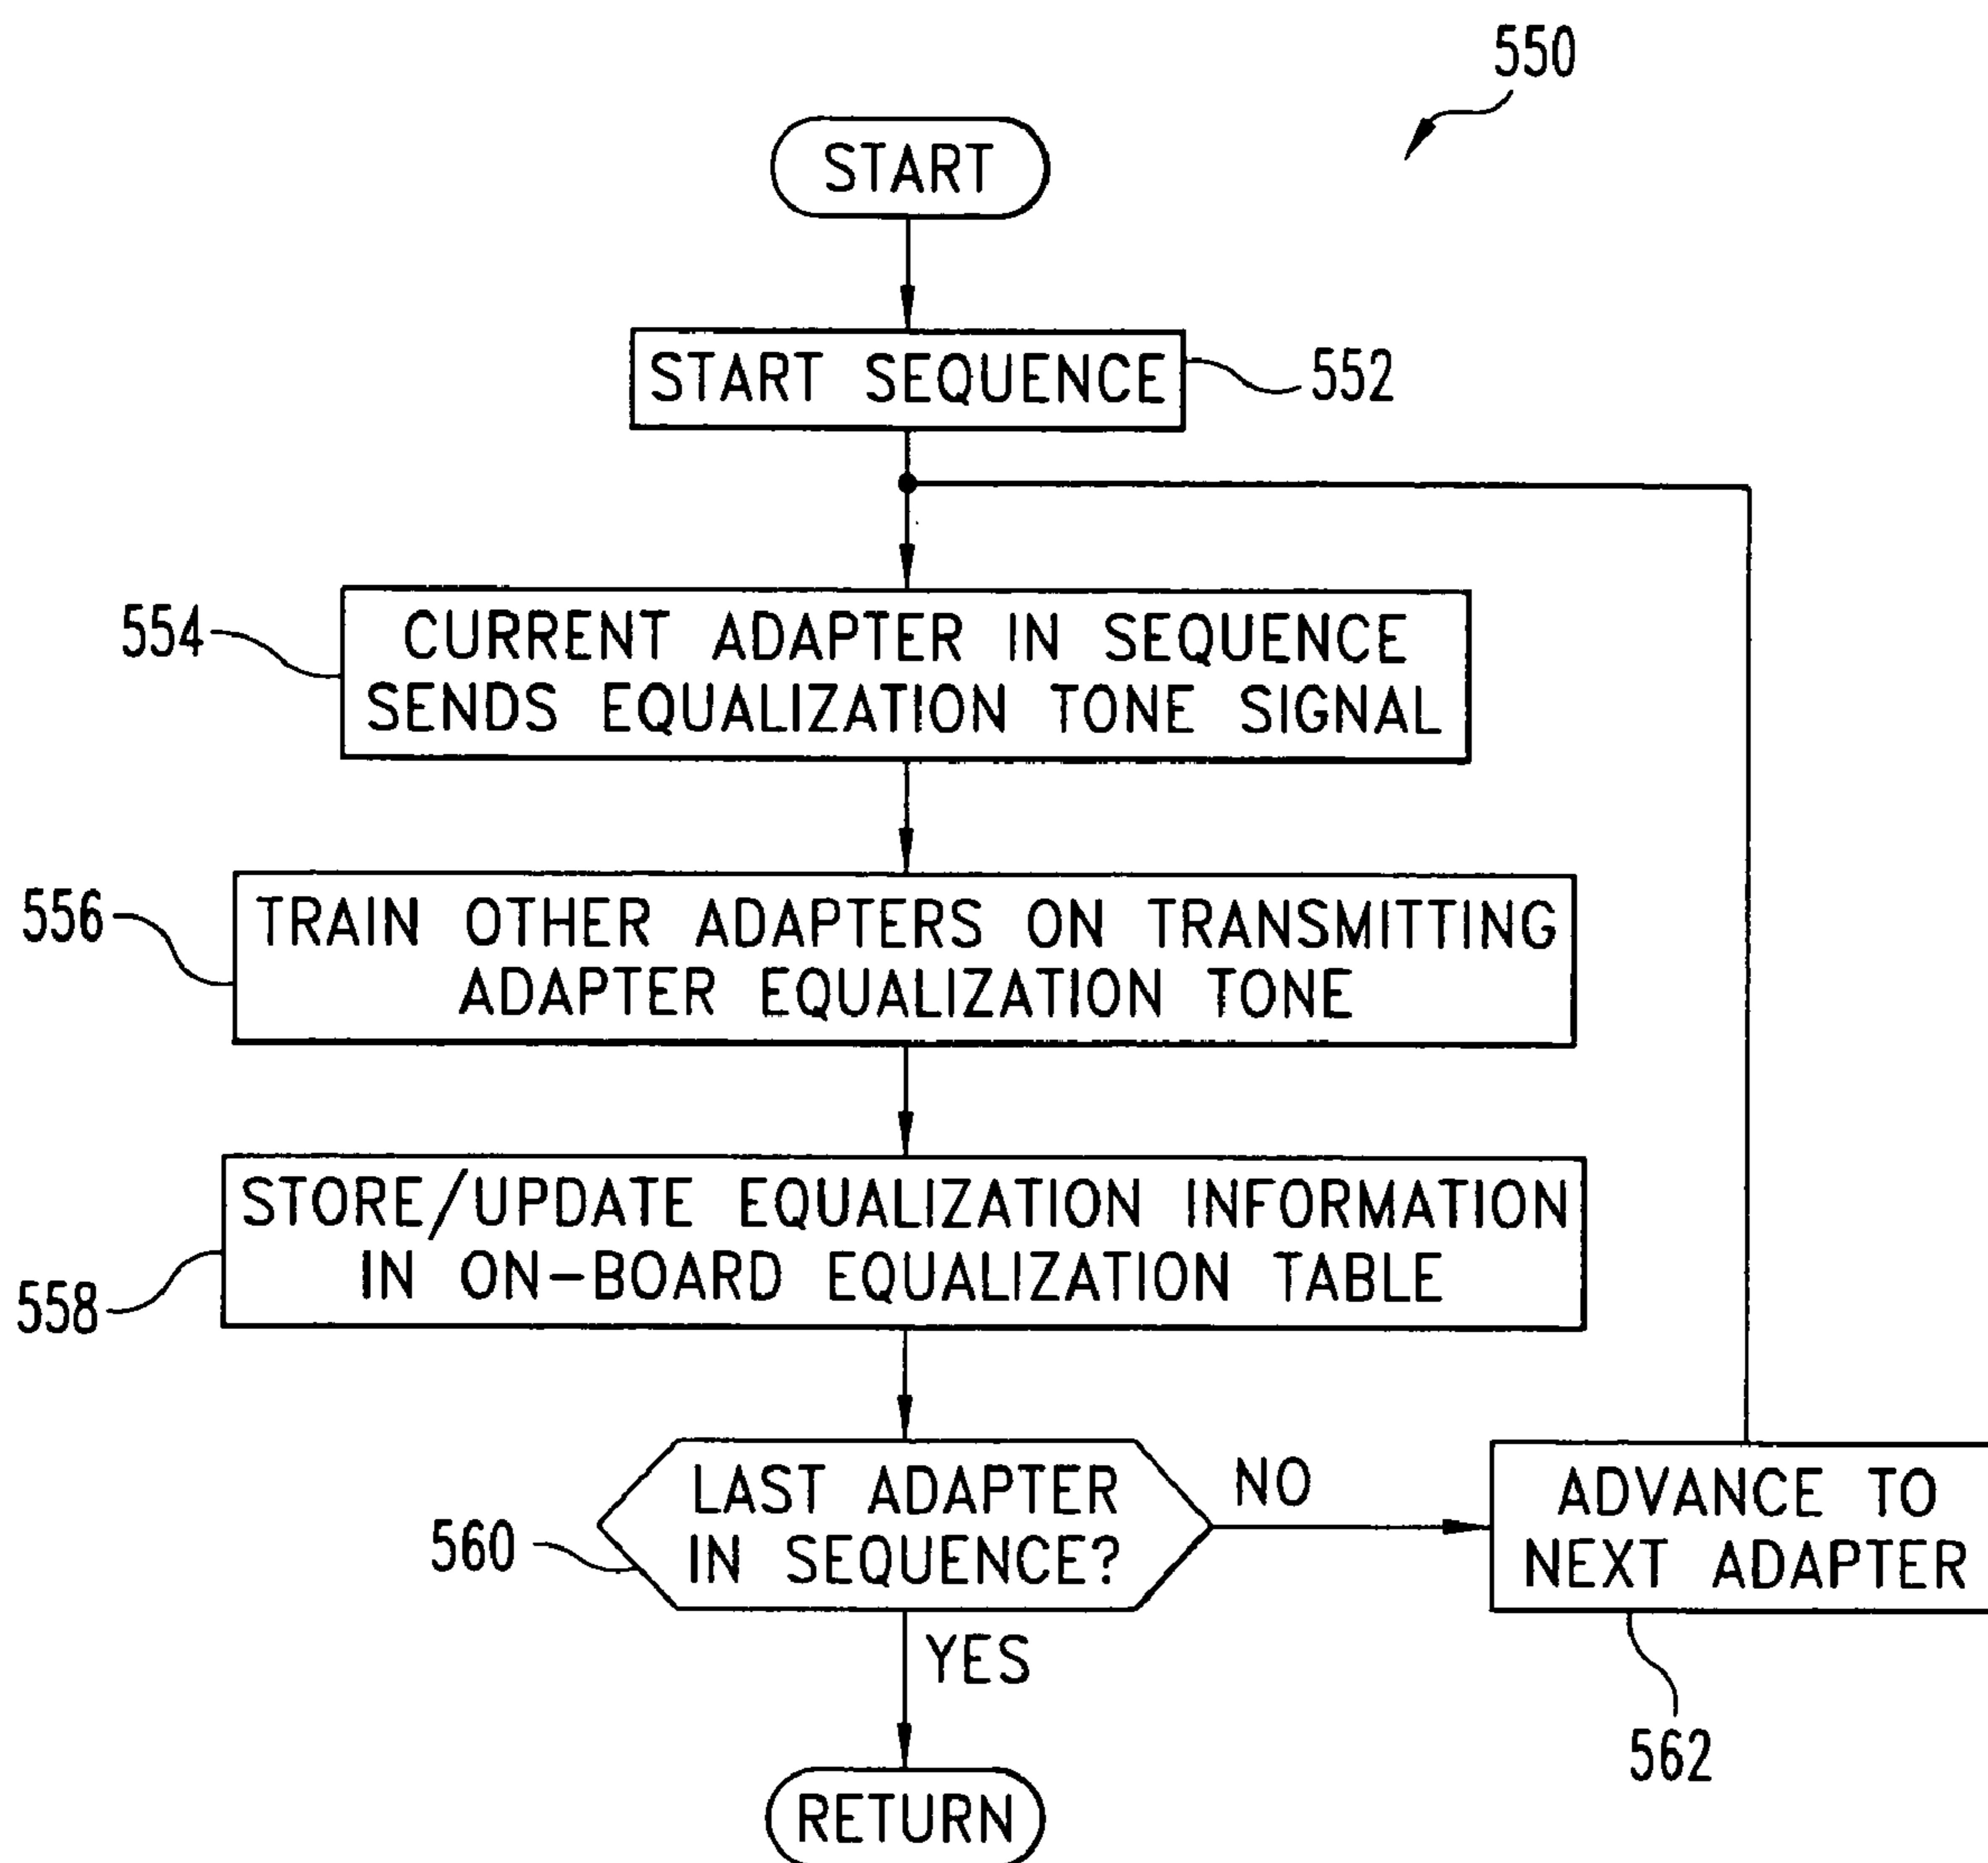 550
START
START SEQUENCE
552
554
CURRENT ADAPTER IN SEQUENCE
SENDS EQUALIZATION TONE SIGNAL
556
TRAIN OTHER ADAPTERS ON TRANSMITTING
ADAPTER EQUALIZATION TONE
STORE/UPDATE EQUALIZATION INFORMATION
IN ON-BOARD EQUALIZATION TABLE
558
LAST ADAPTER
IN SEQUENCE?
560
NO
ADVANCE TO
NEXT ADAPTER
562
YES
RETURN